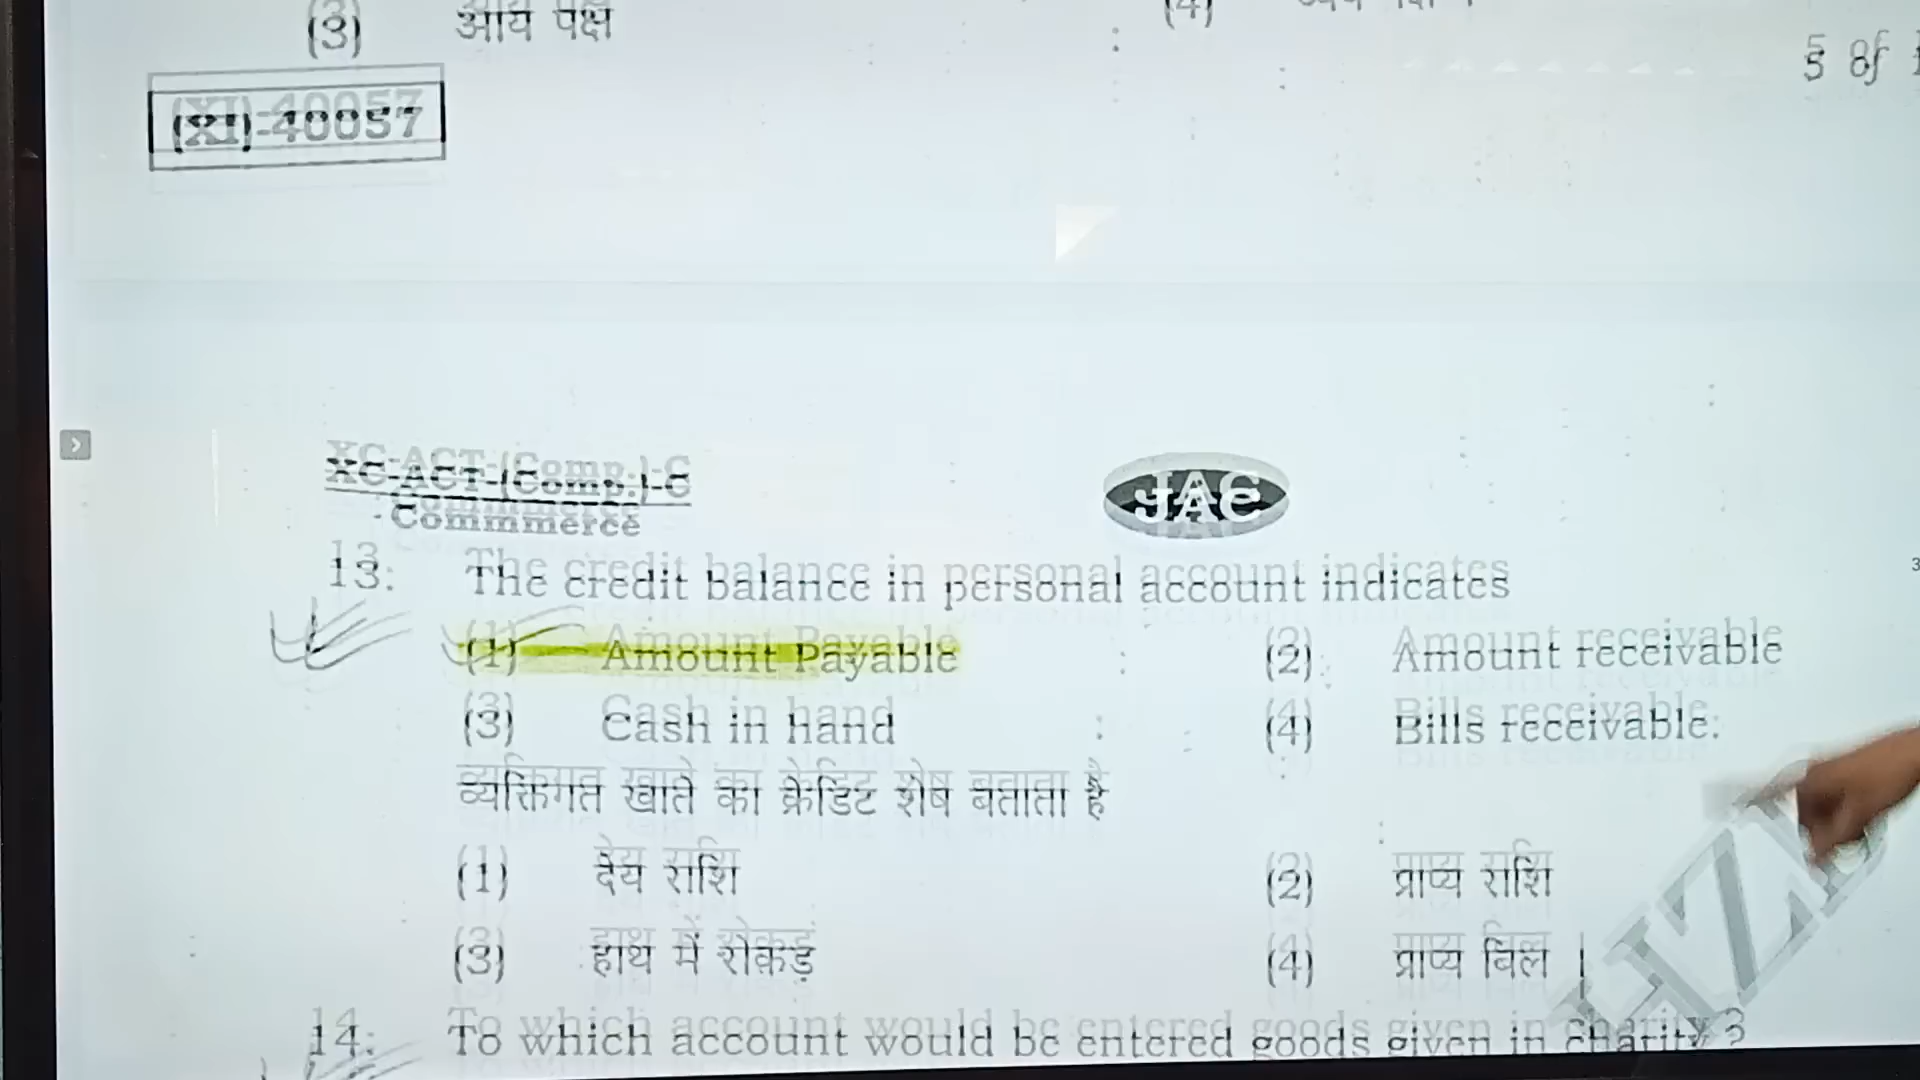 (3) आय पक्ष (4)
5 of
(XI)-40057
XC-ACT-(Comp.)-C
Commmerce
JAC
13. The credit balance in personal account indicates
(1) Amount Payable (2) Amount receivable
(3) Cash in hand (4) Bills receivable.
व्यक्तिगत खाते का क्रेडिट शेष बताता है
(1) देय राशि (2) प्राप्य राशि
(3) हाथ में रोकड़ (4) प्राप्य बिल |
14. To which account would be entered goods given in charity ?